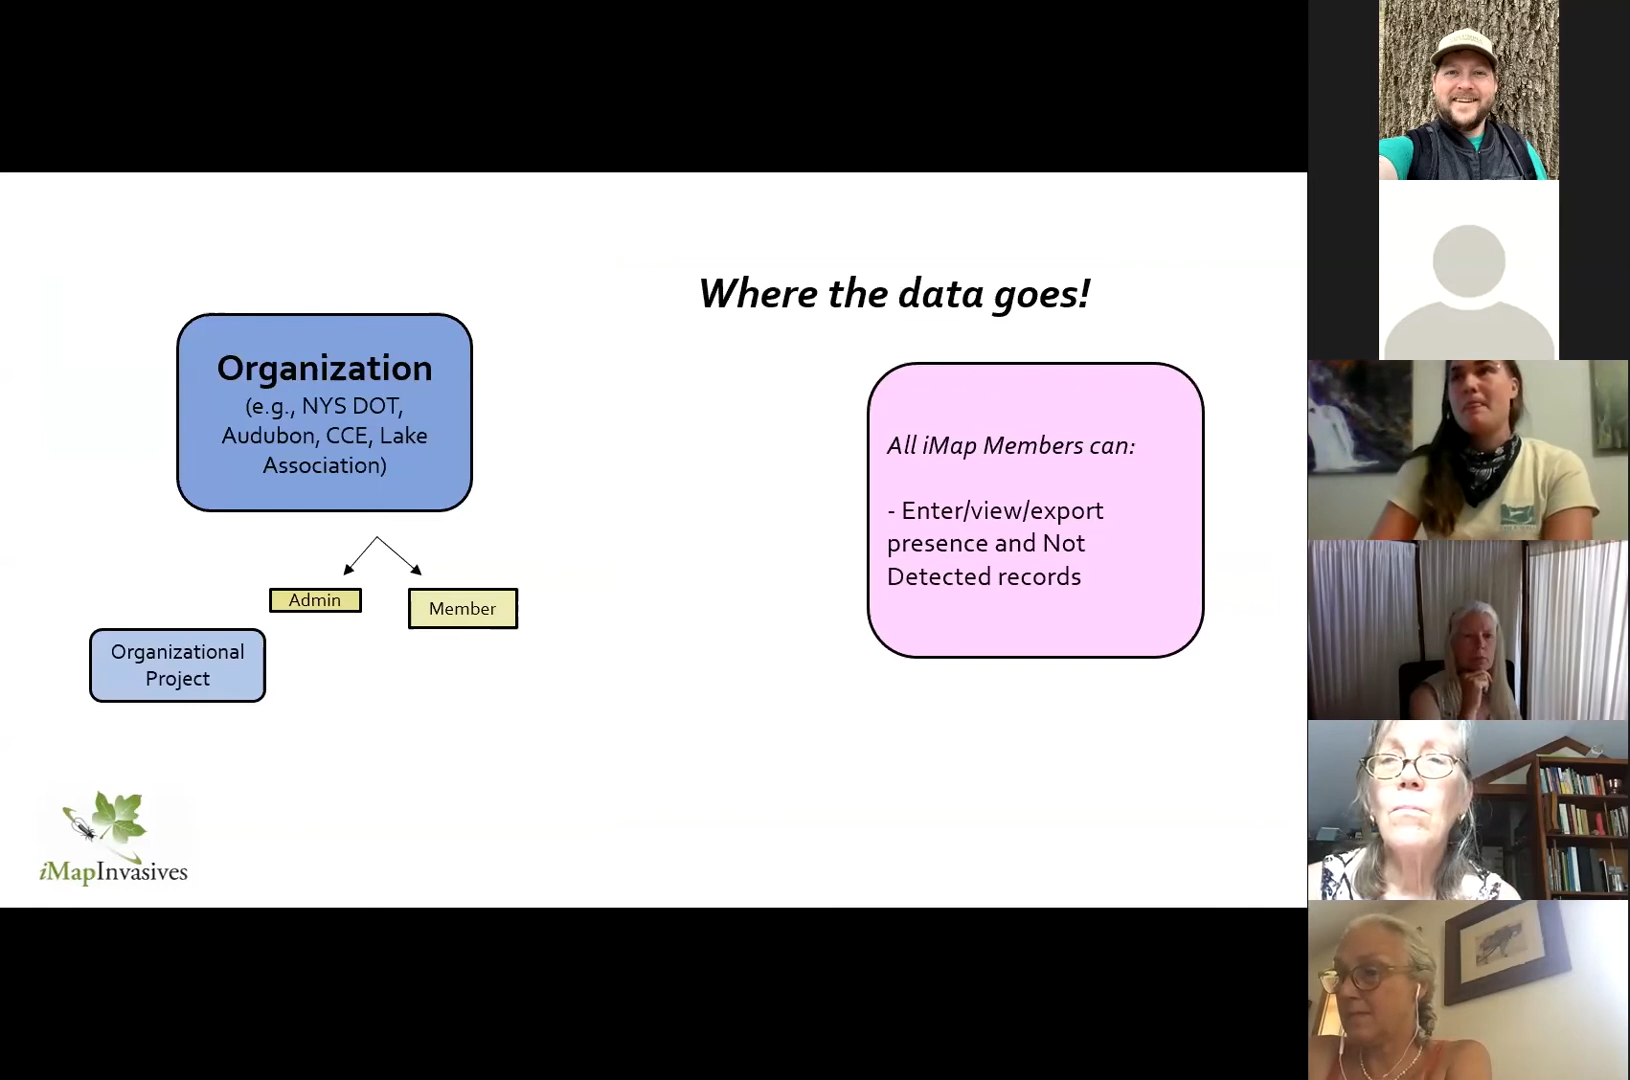 Where the data goes!
Organization
(e.g., NYS DOT,
Audubon, CCE, Lake
Association)
Admin
Member
Organizational
Project
All iMap Members can:
- Enter/view/export
presence and Not
Detected records
iMapInvasives